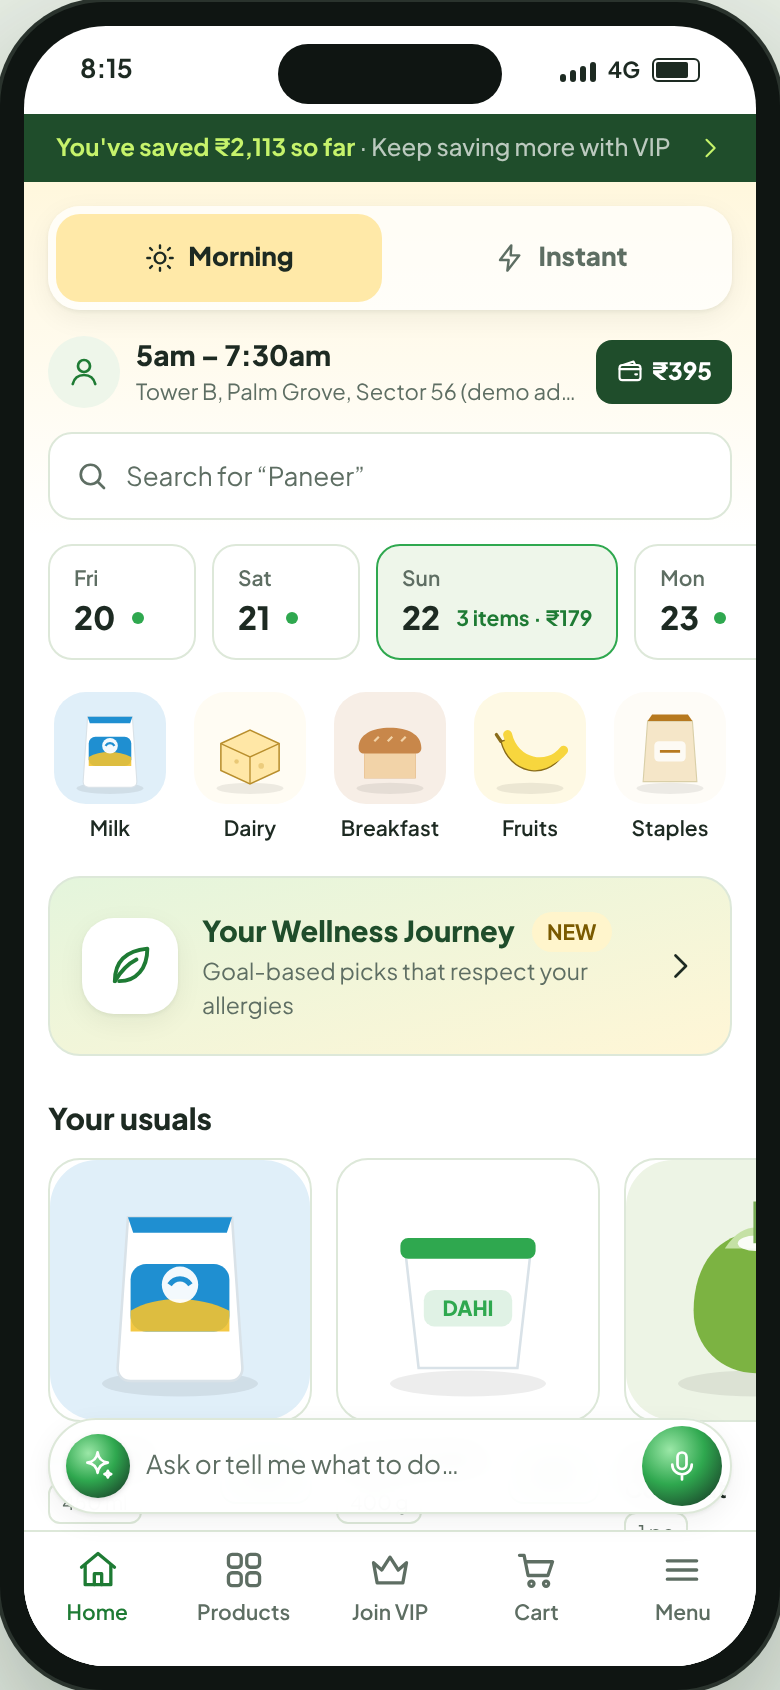 8:15
4G
You've saved ₹2,113 so far · Keep saving more with VIP
Morning
Instant
5am – 7:30am
Tower B, Palm Grove, Sector 56 (demo ad...
₹395
Search for “Paneer”
Fri
20
Sat
21
Sun
22 3 items · ₹179
Mon
23
Milk
Dairy
Breakfast
Fruits
Staples
Your Wellness Journey NEW
Goal-based picks that respect your
allergies
Your usuals
DAHI
Ask or tell me what to do...
Home
Products
Join VIP
Cart
Menu